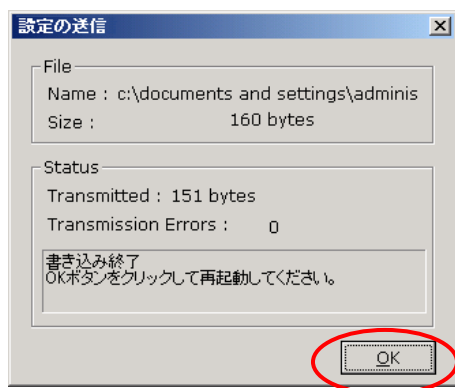 設定の送信
File
Name : c:\documents and settings\adminis
Size : 160 bytes
Status
Transmitted : 151 bytes
Transmission Errors : 0
書き込み終了
OKボタンをクリックして再起動してください。
OK